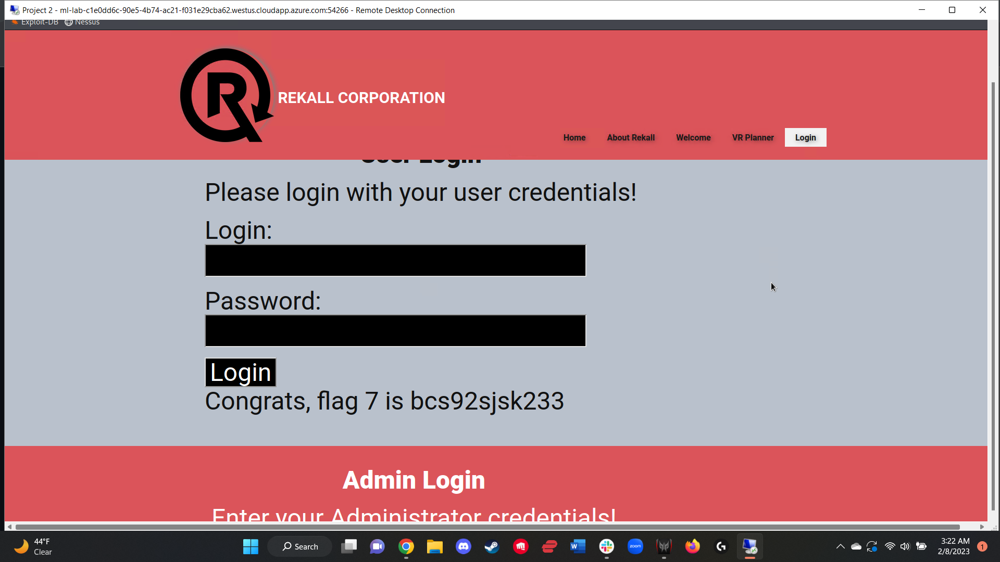 Project 2 - ml-lab-c1e0dd6c-90e5-4b74-ac21-f031e29cba62.westus.cloudapp.azure.com:54266 - Remote Desktop Connection
Exploit-DB Nessus
R
REKALL CORPORATION
Home About Rekall Welcome VR Planner Login
User Login
Please login with your user credentials!
Login:
Password:
Login
Congrats, flag 7 is bcs92sjsk233
Admin Login
Enter your Administrator credentials!
44°F
Clear
Search
W
zoom
G
3:22 AM
2/8/2023
1